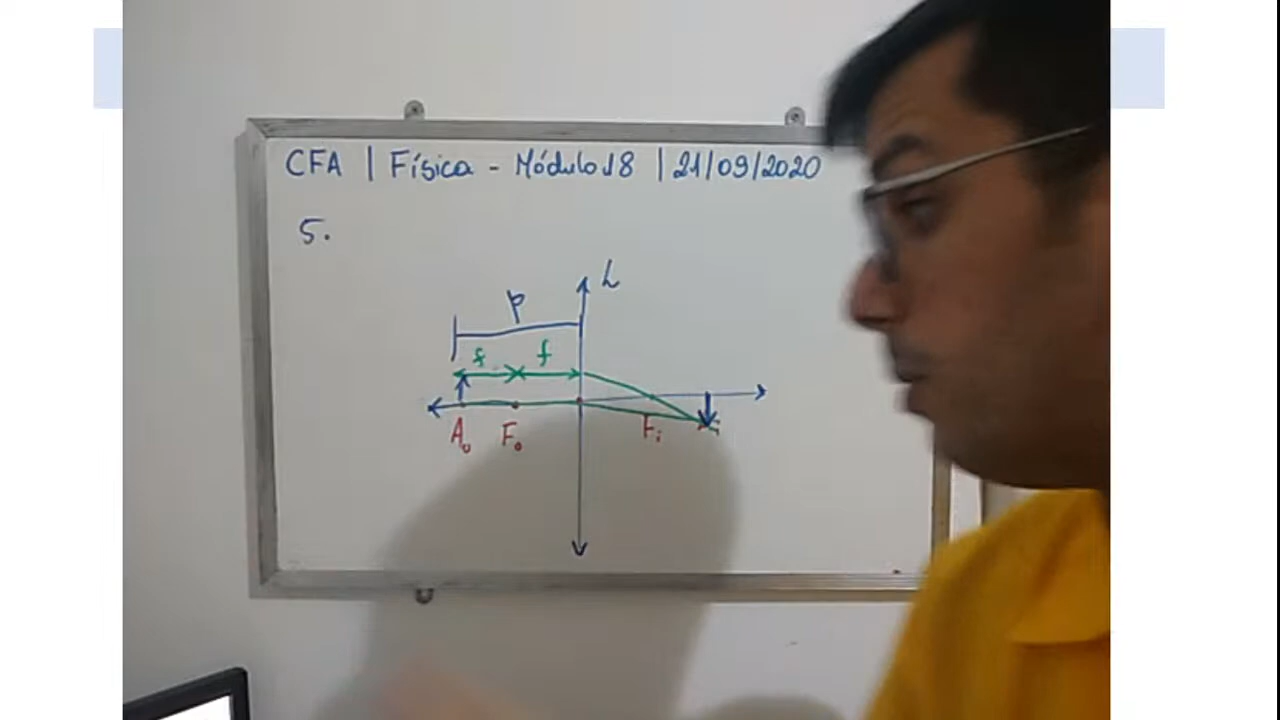 CFA | Física - Módulo 18 | 21/09/2020
5.
L
p
f f
A₀ F₀ Fᵢ